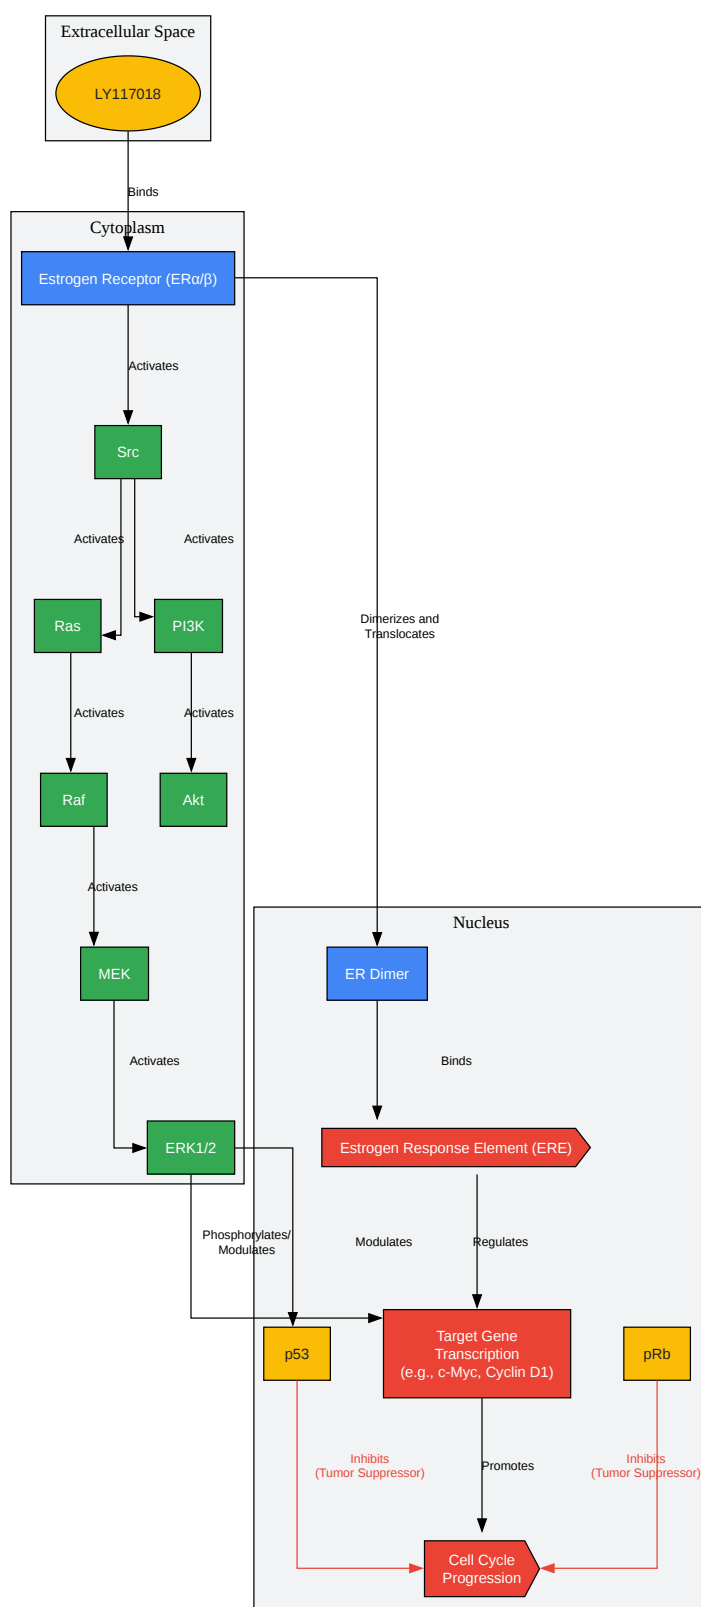 Extracellular Space
LY117018
Binds
Cytoplasm
Estrogen Receptor (ERα/β)
Activates
Src
Activates
Activates
Dimerizes and
Translocates
Ras
PI3K
Activates
Activates
Raf
Akt
Activates
Nucleus
MEK
ER Dimer
Activates
Binds
ERK1/2
Estrogen Response Element (ERE)
Phosphorylates/
Modulates
Modulates
Regulates
p53
Target Gene
Transcription
(e.g., c-Myc, Cyclin D1)
pRb
Inhibits
(Tumor Suppressor)
Promotes
Inhibits
(Tumor Suppressor)
Cell Cycle
Progression